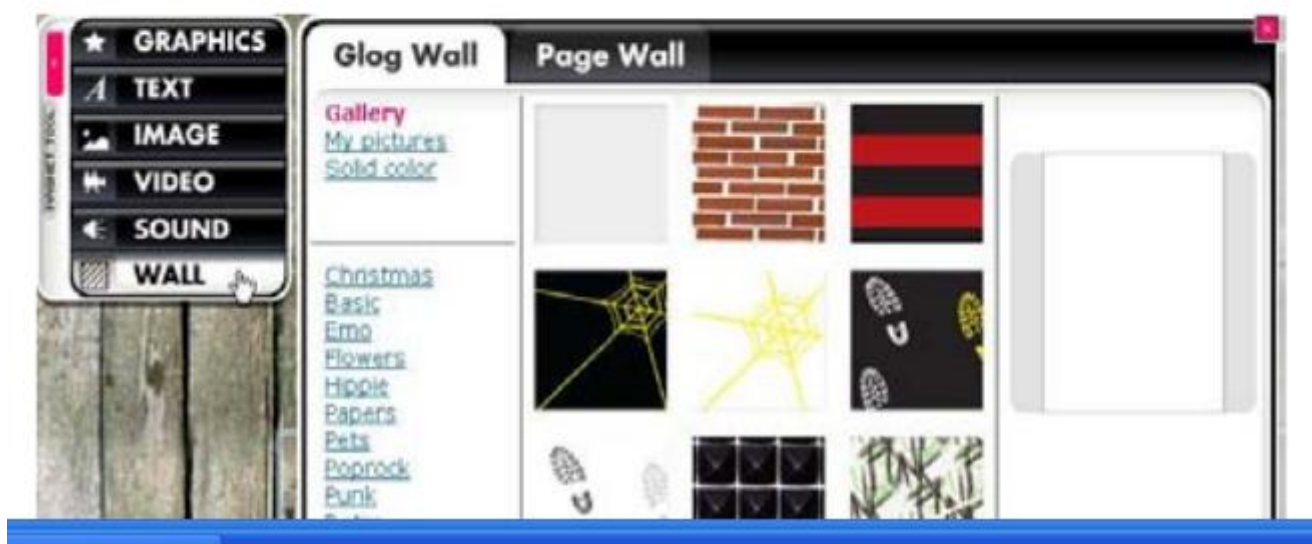 GRAPHICS
TEXT
IMAGE
VIDEO
SOUND
WALL
Glog Wall
Page Wall
Gallery
My pictures
Solid color
Christmas
Basic
Emo
Flowers
Hippie
Papers
Pets
Poprock
Punk